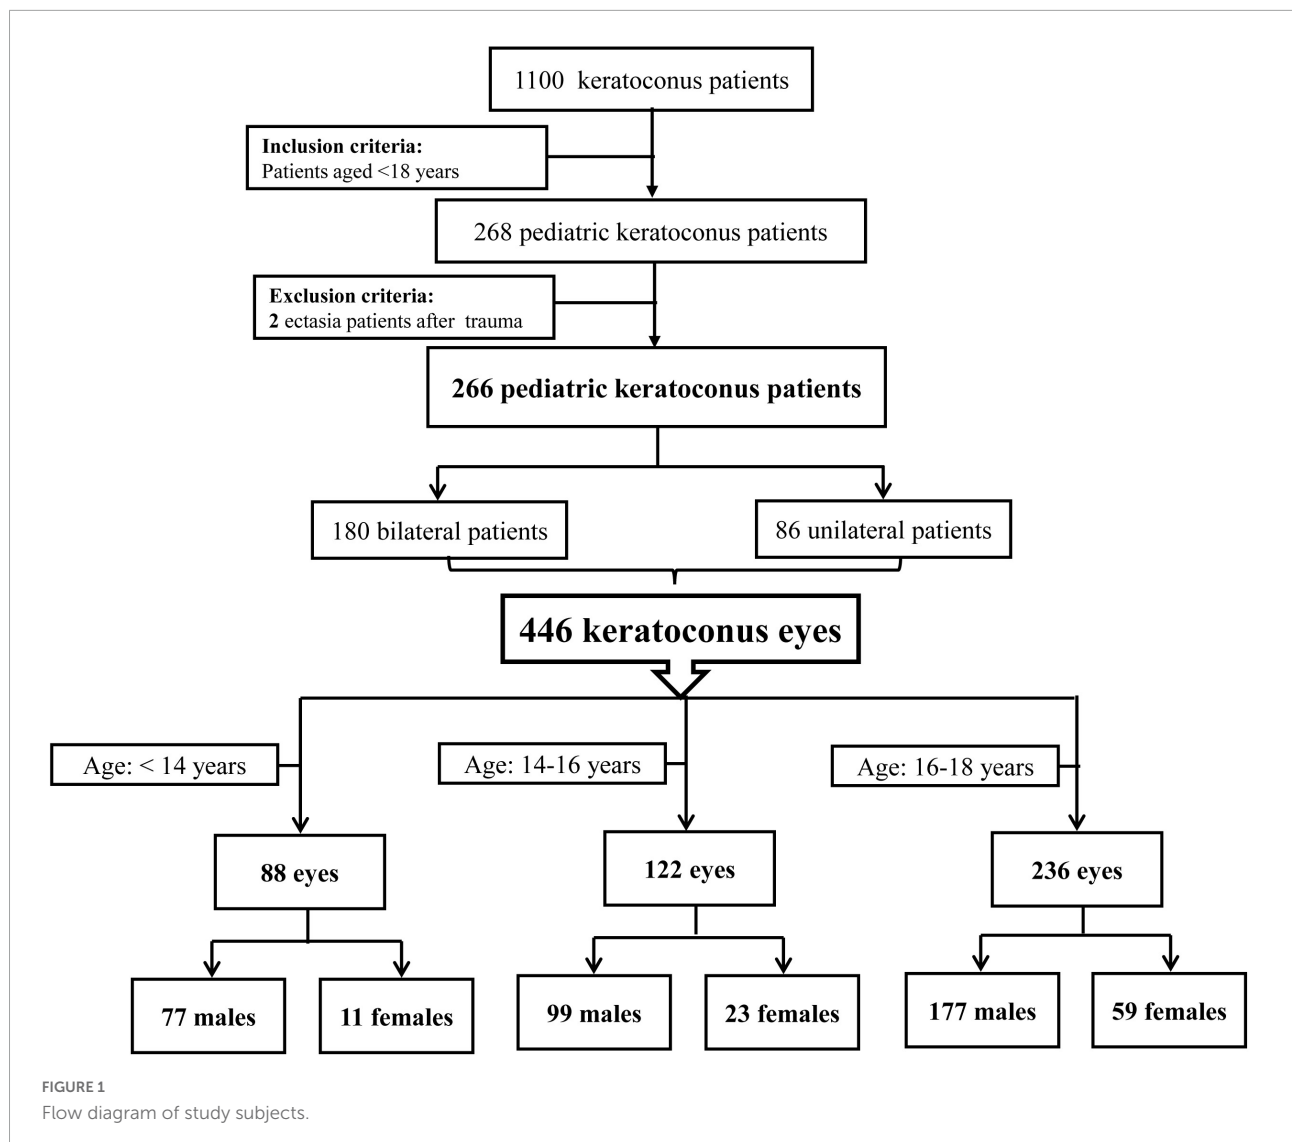 1100 keratoconus patients
Inclusion criteria:
Patients aged <18 years
268 pediatric keratoconus patients
Exclusion criteria:
2 ectasia patients after trauma
266 pediatric keratoconus patients
180 bilateral patients
86 unilateral patients
446 keratoconus eyes
Age: < 14 years
Age: 14-16 years
Age: 16-18 years
88 eyes
122 eyes
236 eyes
77 males
11 females
99 males
23 females
177 males
59 females
FIGURE 1
Flow diagram of study subjects.